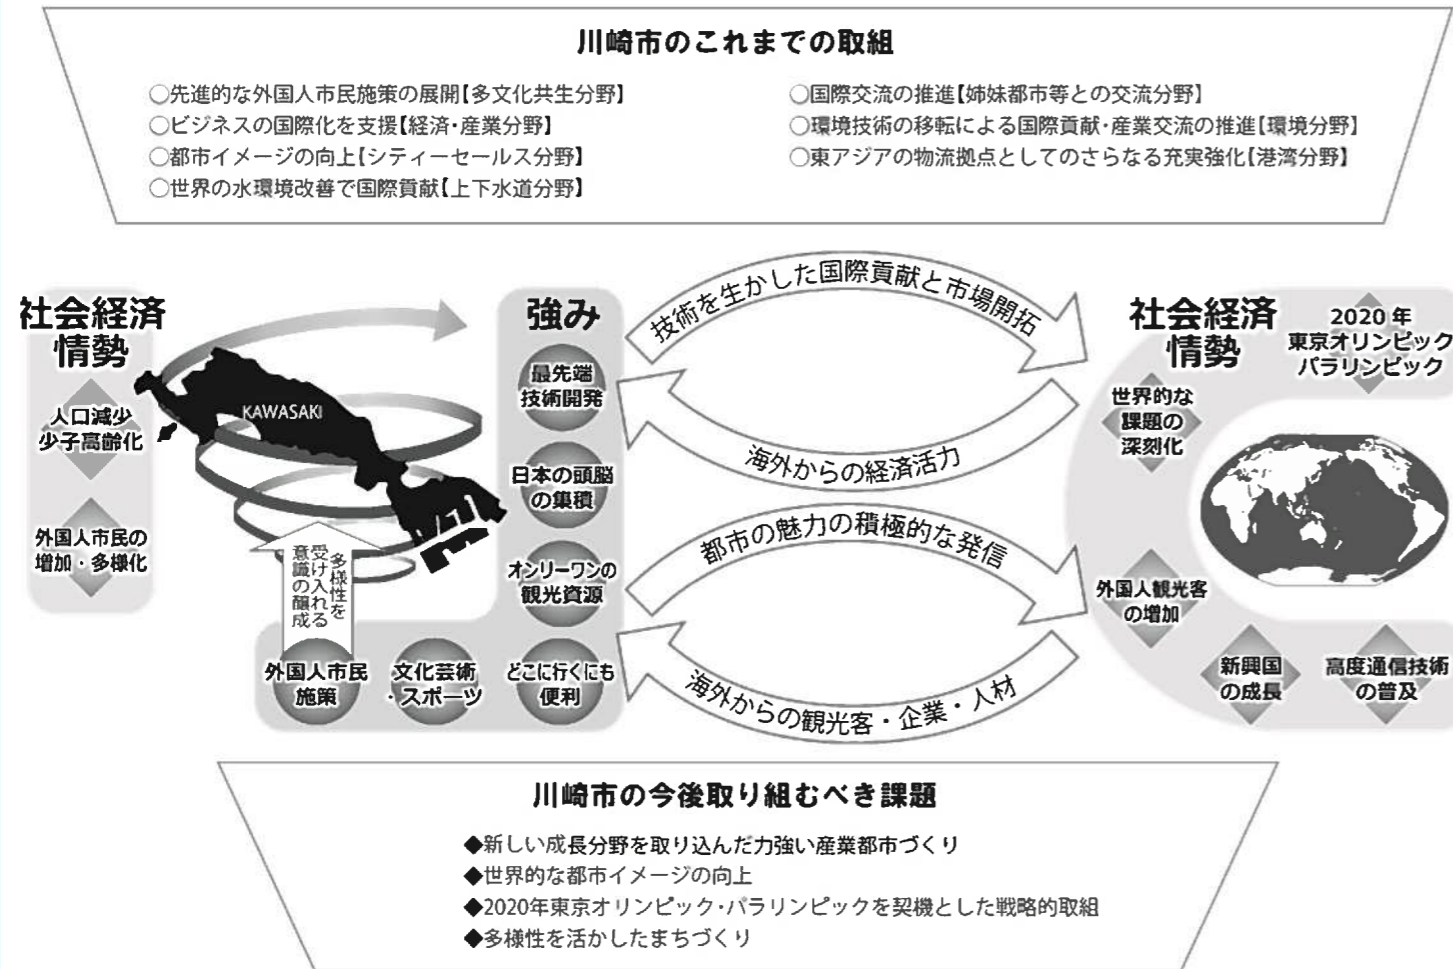 川崎市のこれまでの取組
○先進的な外国人市民施策の展開【多文化共生分野】
○ビジネスの国際化を支援【経済・産業分野】
○都市イメージの向上【シティーセールス分野】
○世界の水環境改善で国際貢献【上下水道分野】
○国際交流の推進【姉妹都市等との交流分野】
○環境技術の移転による国際貢献・産業交流の推進【環境分野】
○東アジアの物流拠点としてのさらなる充実強化【港湾分野】
社会経済
情勢
人口減少
少子高齢化
外国人市民の
増加・多様化
KAWASAKI
多様性を
受け入れる
意識の醸成
強み
最先端
技術開発
日本の頭脳
の集積
オンリーワンの
観光資源
外国人市民
施策
文化芸術
・スポーツ
どこに行くにも
便利
技術を生かした国際貢献と市場開拓
海外からの経済活力
都市の魅力の積極的な発信
海外からの観光客・企業・人材
社会経済
情勢
2020年
東京オリンピック
パラリンピック
世界的な
課題の
深刻化
外国人観光客
の増加
新興国
の成長
高度通信技術
の普及
川崎市の今後取り組むべき課題
◆新しい成長分野を取り込んだ力強い産業都市づくり
◆世界的な都市イメージの向上
◆2020年東京オリンピック・パラリンピックを契機とした戦略的取組
◆多様性を活かしたまちづくり